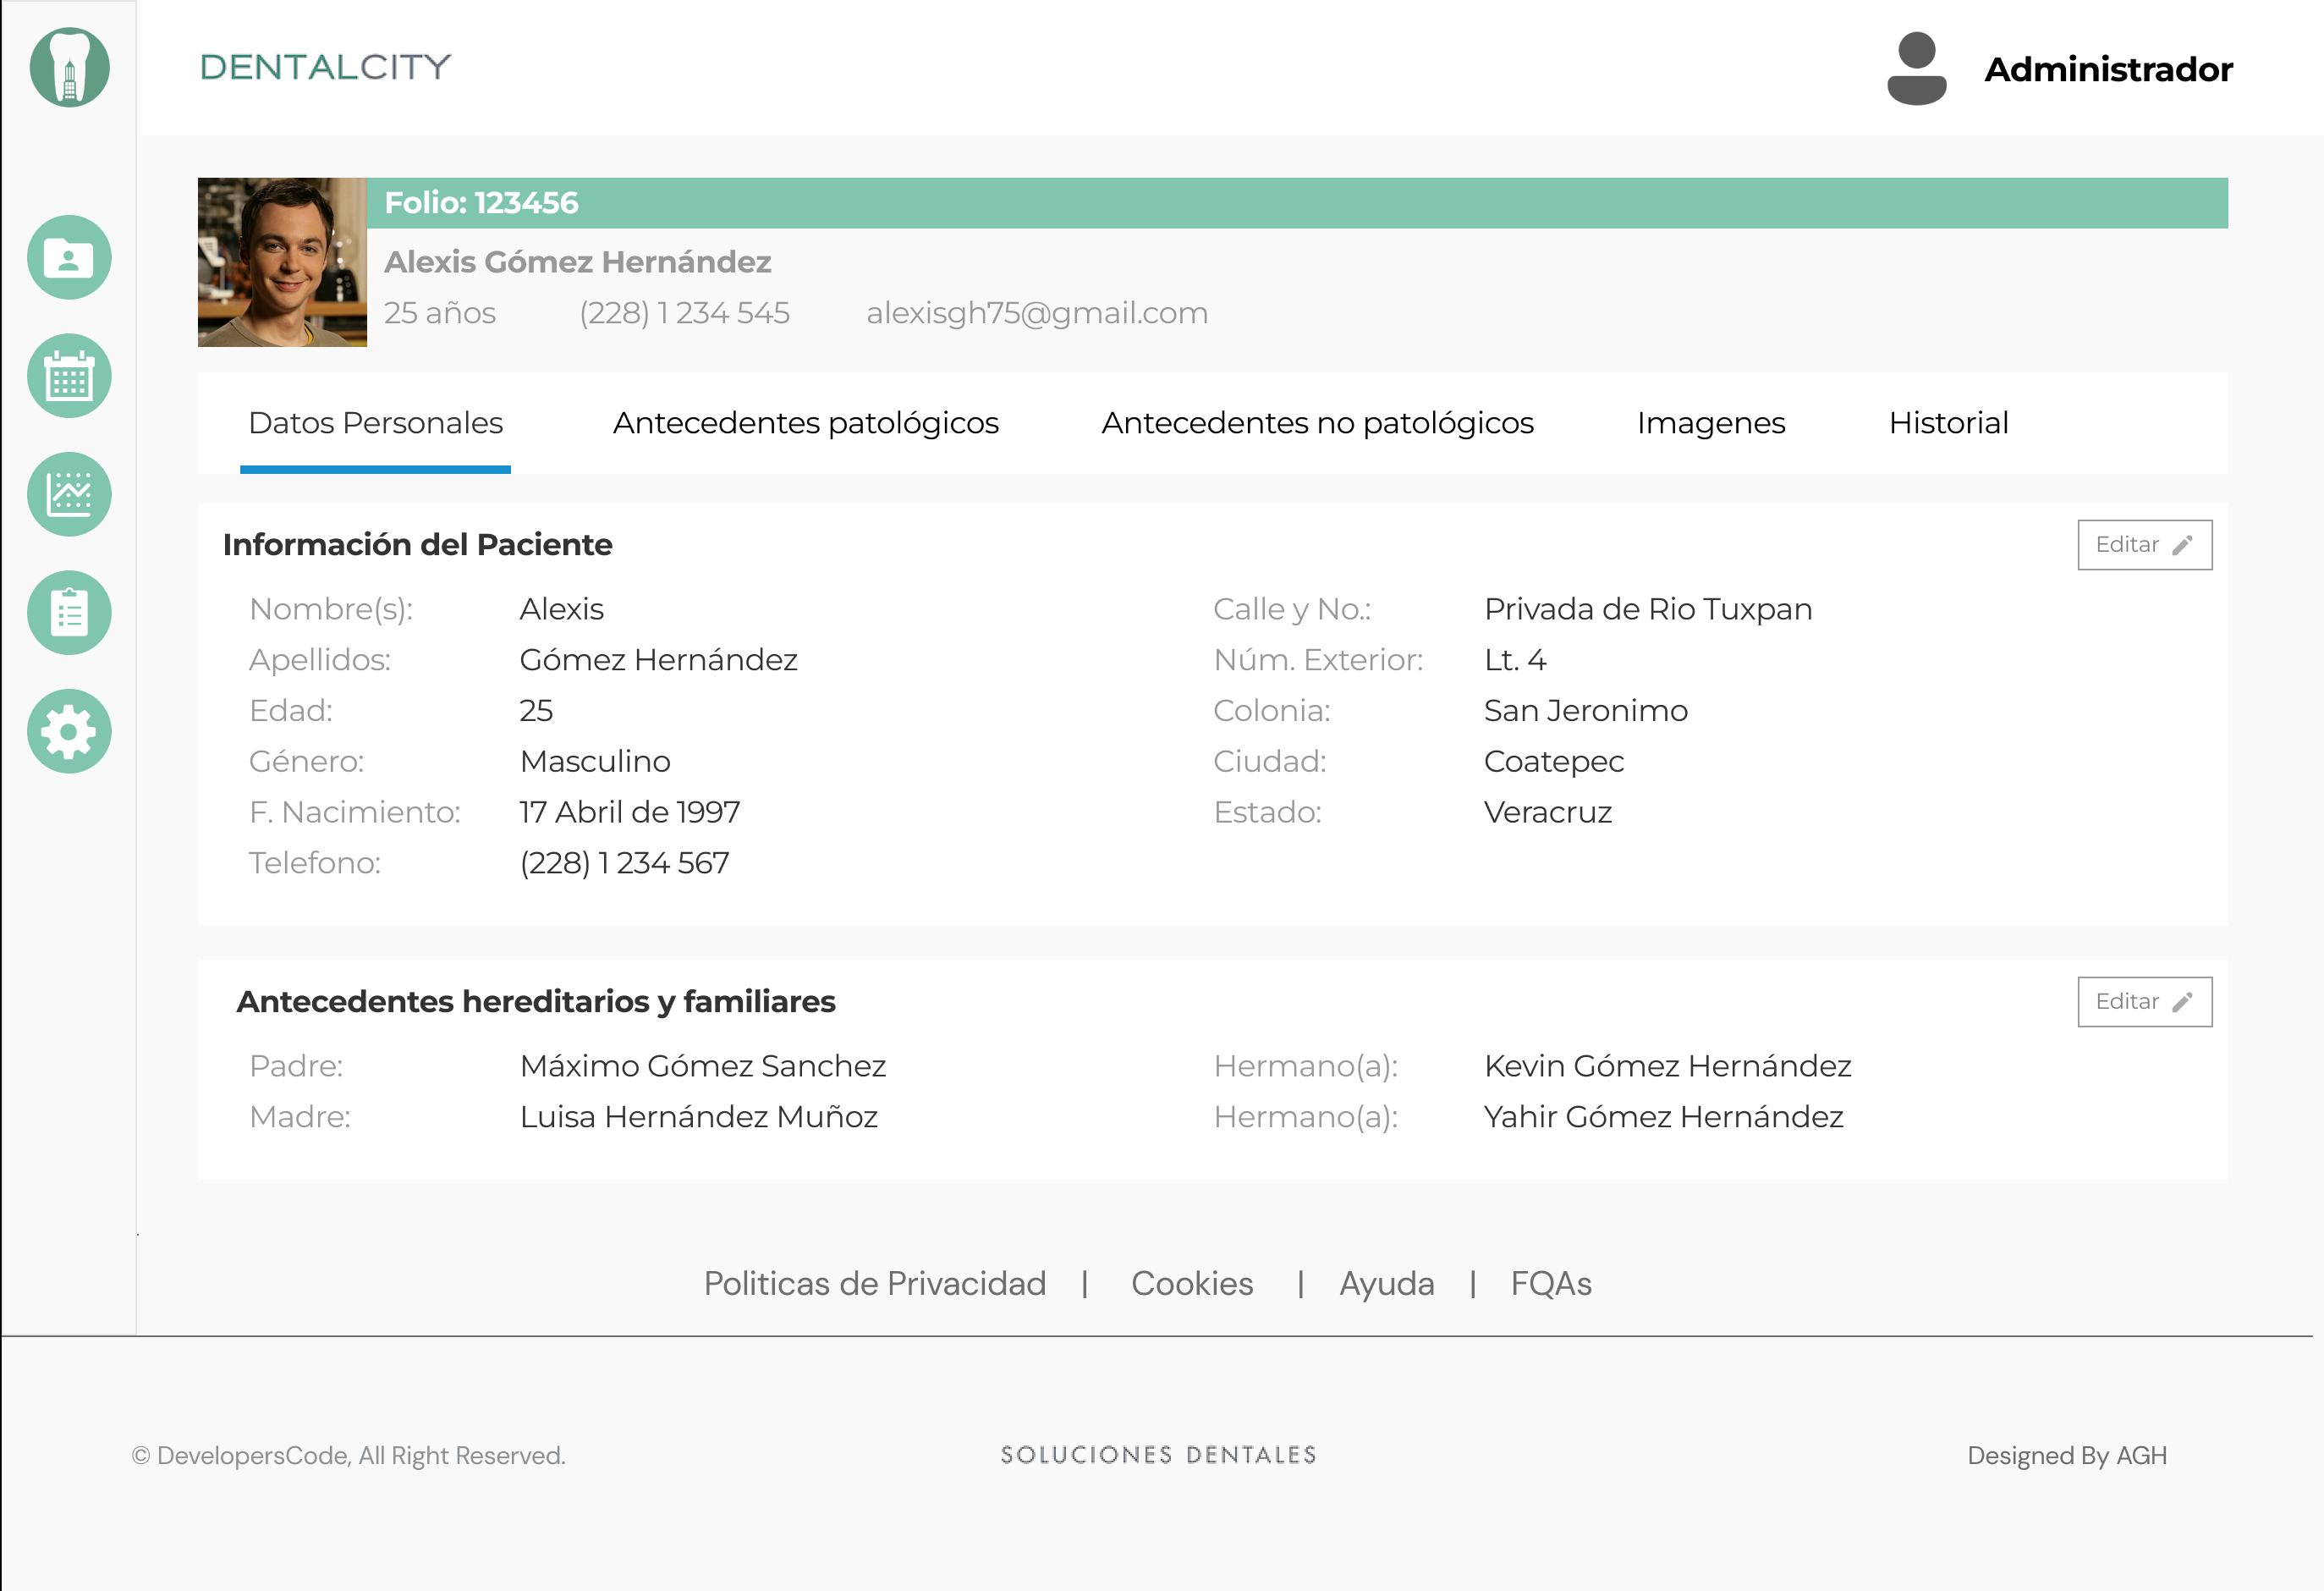 DENTALCITY
Administrador
Folio: 123456
Alexis Gómez Hernández
25 años (228) 1 234 545 alexisgh75@gmail.com
Datos Personales Antecedentes patológicos Antecedentes no patológicos Imagenes Historial
Información del Paciente Editar
Nombre(s): Alexis Calle y No.: Privada de Rio Tuxpan
Apellidos: Gómez Hernández Núm. Exterior: Lt. 4
Edad: 25 Colonia: San Jeronimo
Género: Masculino Ciudad: Coatepec
F. Nacimiento: 17 Abril de 1997 Estado: Veracruz
Telefono: (228) 1 234 567
Antecedentes hereditarios y familiares Editar
Padre: Máximo Gómez Sanchez Hermano(a): Kevin Gómez Hernández
Madre: Luisa Hernández Muñoz Hermano(a): Yahir Gómez Hernández
Politicas de Privacidad | Cookies | Ayuda | FQAs
© DevelopersCode, All Right Reserved. SOLUCIONES DENTALES Designed By AGH